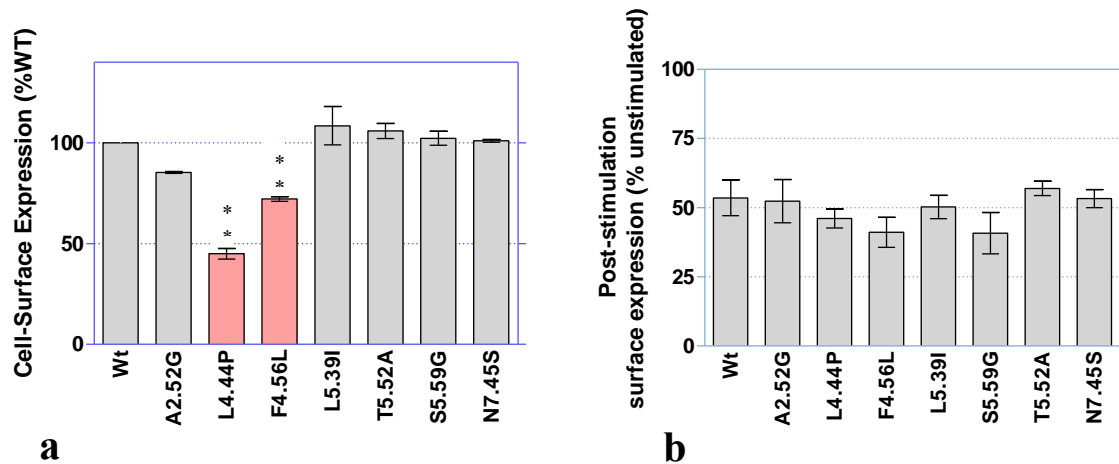 Cell-Surface Expression (%WT)
100
50
0
* *
* *
Wt
A2.52G
L4.44P
F4.56L
L5.39I
T5.52A
S5.59G
N7.45S
a
Post-stimulation
surface expression (% unstimulated)
100
75
50
25
0
Wt
A2.52G
L4.44P
F4.56L
L5.39I
S5.59G
T5.52A
N7.45S
b